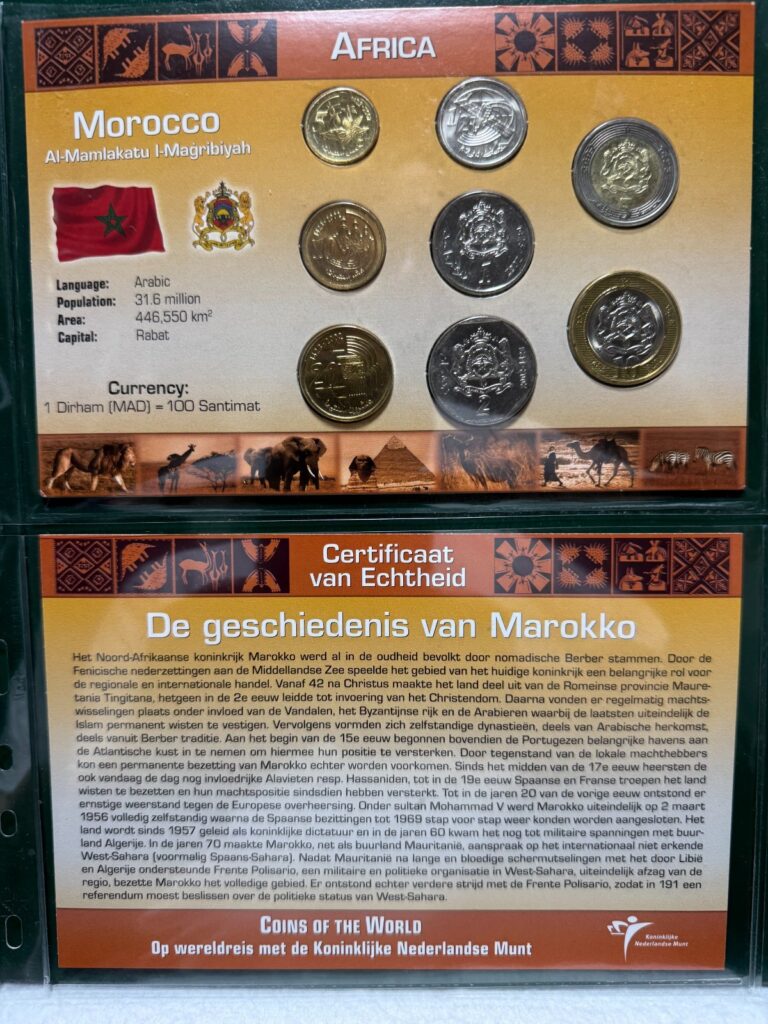 AFRICA
Morocco
Al-Mamlakatu l-Maġribiyah
Language: Arabic
Population: 31.6 million
Area: 446,550 km²
Capital: Rabat
Currency:
1 Dirham (MAD) = 100 Santimat
Certificaat
van Echtheid
De geschiedenis van Marokko
Het Noord-Afrikaanse koninkrijk Marokko werd al in de oudheid bevolkt door nomadische Berber stammen. Door de
Fenicische nederzettingen aan de Middellandse Zee speelde het gebied van het huidige koninkrijk een belangrijke rol voor
de regionale en internationale handel. Vanaf 42 na Christus maakte het land deel uit van de Romeinse provincie Maure-
tania Tingitana, hetgeen in de 2e eeuw leidde tot invoering van het Christendom. Daarna vonden er regelmatig machts-
wisselingen plaats onder invloed van de Vandalen, het Byzantijnse rijk en de Arabieren waarbij de laatsten uiteindelijk de
Islam permanent wisten te vestigen. Vervolgens vormden zich zelfstandige dynastieën, deels van Arabische herkomst,
deels vanuit Berber traditie. Aan het begin van de 15e eeuw begonnen bovendien de Portugezen belangrijke havens aan
de Atlantische kust in te nemen om hiermee hun positie te versterken. Door tegenstand van de lokale machthebbers
kon een permanente bezetting van Marokko echter worden voorkomen. Sinds het midden van de 17e eeuw heersten de
ook vandaag de dag nog invloedrijke Alavieten resp. Hassaniden, tot in de 19e eeuw Spaanse en Franse troepen het land
wisten te bezetten en hun machtspositie sindsdien hebben versterkt. Tot in de jaren 20 van de vorige eeuw ontstond er
ernstige weerstand tegen de Europese overheersing. Onder sultan Mohammad V werd Marokko uiteindelijk op 2 maart
1956 volledig zelfstandig waarna de Spaanse bezittingen tot 1969 stap voor stap weer konden worden aangesloten. Het
land wordt sinds 1957 geleid als koninklijke dictatuur en in de jaren 60 kwam het nog tot militaire spanningen met buur-
land Algerije. In de jaren 70 maakte Marokko, net als buurland Mauritanië, aanspraak op het internationaal niet erkende
West-Sahara (voormalig Spaans-Sahara). Nadat Mauritanië na lange en bloedige schermutselingen met het door Libië
en Algerije ondersteunde Frente Polisario, een militaire en politieke organisatie in West-Sahara, uiteindelijk afzag van de
regio, bezette Marokko het volledige gebied. Er ontstond echter verdere strijd met de Frente Polisario, zodat in 191 een
referendum moest beslissen over de politieke status van West-Sahara.
COINS OF THE WORLD
Op wereldreis met de Koninklijke Nederlandse Munt
Koninklijke
Nederlandse Munt